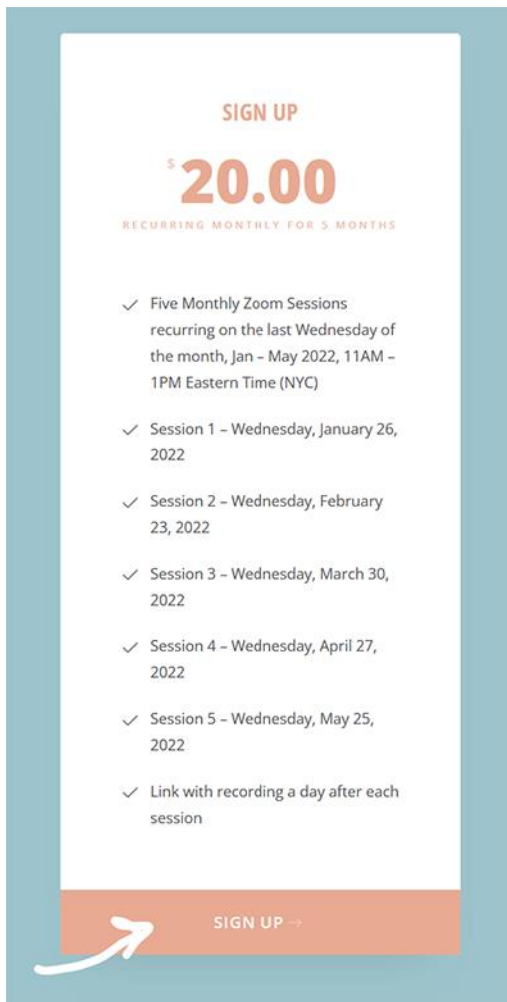 SIGN UP
$20.00
RECURRING MONTHLY FOR 5 MONTHS
Five Monthly Zoom Sessions
recurring on the last Wednesday of
the month, Jan – May 2022, 11AM –
1PM Eastern Time (NYC)
Session 1 – Wednesday, January 26,
2022
Session 2 – Wednesday, February
23, 2022
Session 3 – Wednesday, March 30,
2022
Session 4 – Wednesday, April 27,
2022
Session 5 – Wednesday, May 25,
2022
Link with recording a day after each
session
SIGN UP →